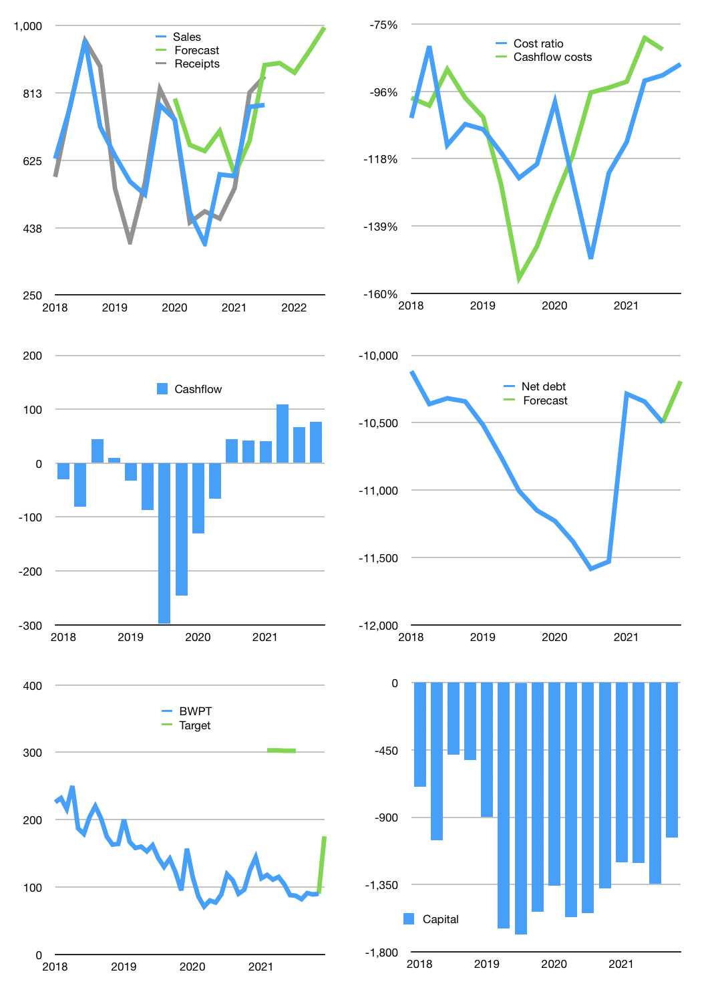 1,000
813
625
438
250
2018 2019 2020 2021 2022
Sales
Forecast
Receipts
-75%
-96%
-118%
-139%
-160%
2018 2019 2020 2021
Cost ratio
Cashflow costs
200
100
0
-100
-200
-300
2018 2019 2020 2021
Cashflow
-10,000
-10,500
-11,000
-11,500
-12,000
2018 2019 2020 2021
Net debt
Forecast
400
300
200
100
0
2018 2019 2020 2021
BWPT
Target
0
-450
-900
-1,350
-1,800
2018 2019 2020 2021
Capital